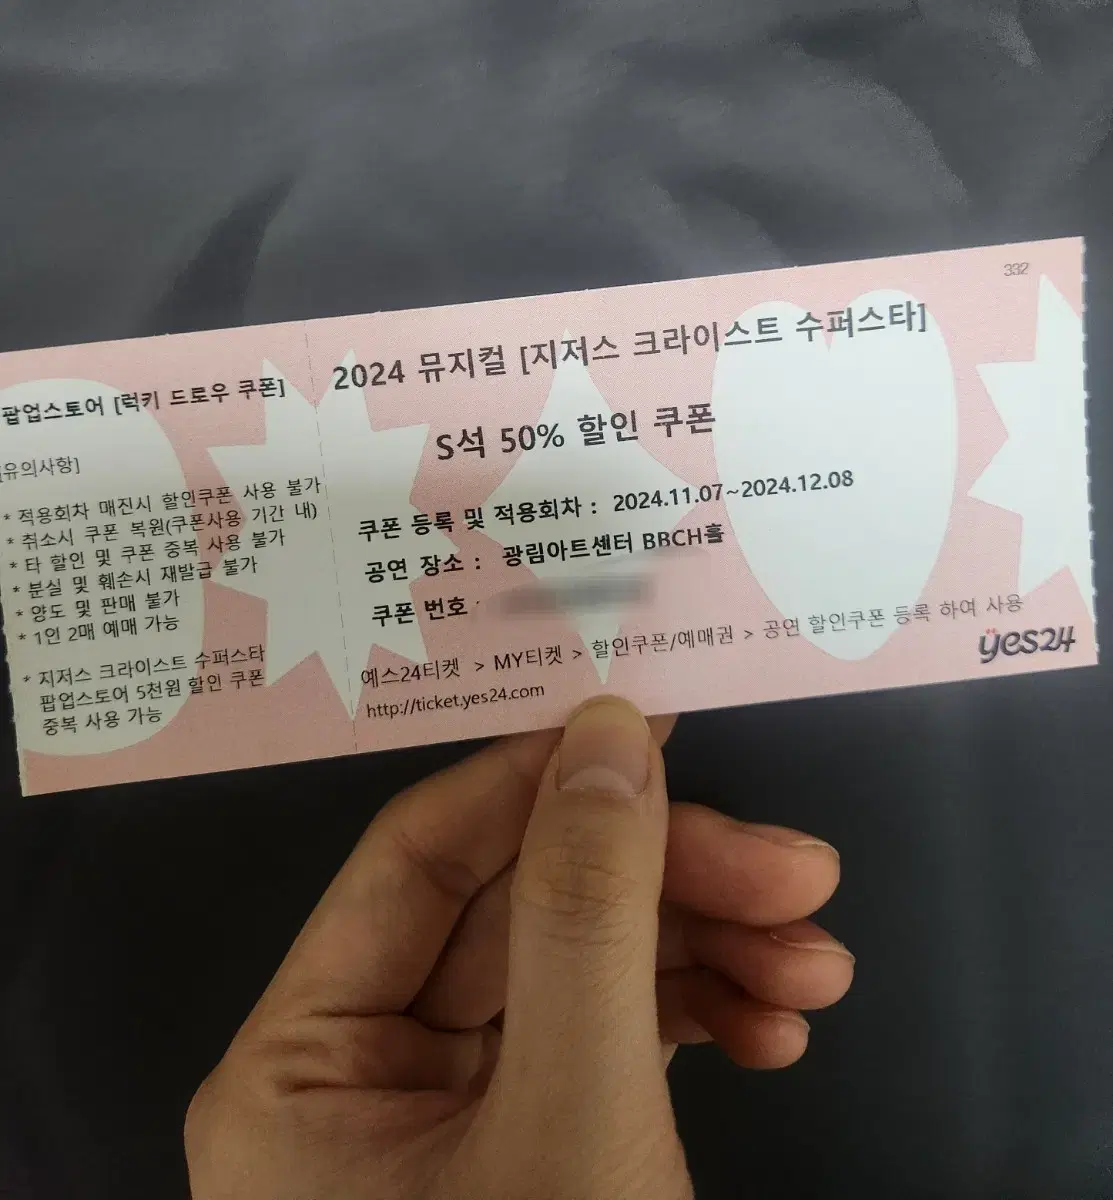 332
팝업스토어 [럭키 드로우 쿠폰]
[유의사항]
* 적용회차 매진시 할인쿠폰 사용 불가
* 취소시 쿠폰 복원(쿠폰사용 기간 내)
* 타 할인 및 쿠폰 중복 사용 불가
* 분실 및 훼손시 재발급 불가
* 양도 및 판매 불가
* 1인 2매 예매 가능
* 지저스 크라이스트 수퍼스타
팝업스토어 5천원 할인 쿠폰
중복 사용 가능
2024 뮤지컬 [지저스 크라이스트 수퍼스타]
S석 50% 할인 쿠폰
쿠폰 등록 및 적용회차 : 2024.11.07~2024.12.08
공연 장소 : 광림아트센터 BBCH홀
쿠폰 번호 :
예스24티켓 > MY티켓 > 할인쿠폰/예매권 > 공연 할인쿠폰 등록 하여 사용
http://ticket.yes24.com
yes24